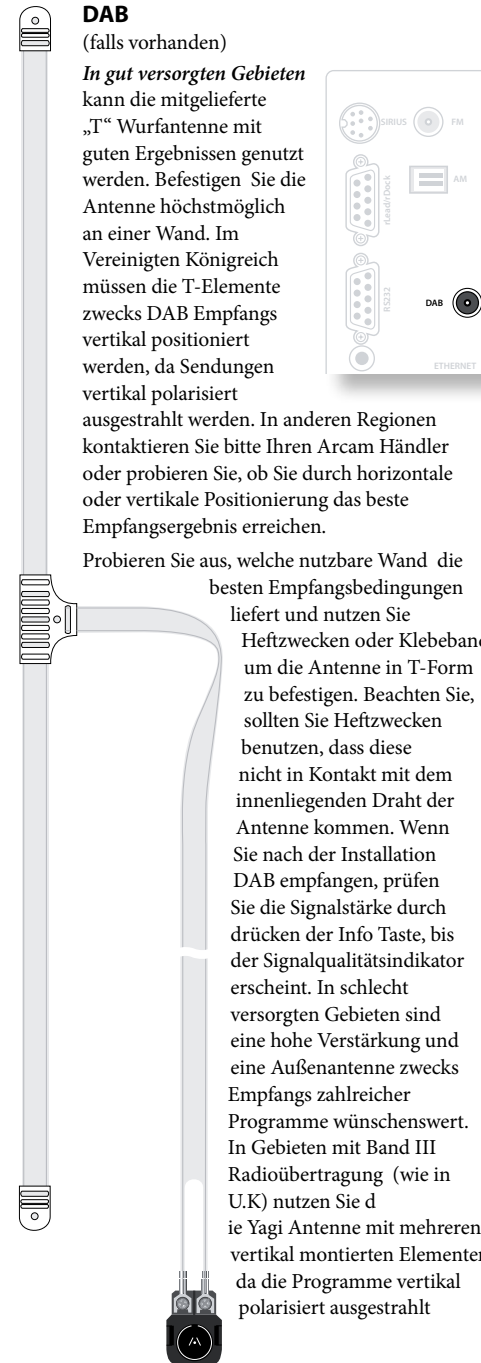 DAB
(falls vorhanden)
In gut versorgten Gebieten
kann die mitgelieferte
„T“ Wurfantenne mit
guten Ergebnissen genutzt
werden. Befestigen Sie die
Antenne höchstmöglich
an einer Wand. Im
Vereinigten Königreich
müssen die T-Elemente
zwecks DAB Empfangs
vertikal positioniert
werden, da Sendungen
vertikal polarisiert
ausgestrahlt werden. In anderen Regionen
kontaktieren Sie bitte Ihren Arcam Händler
oder probieren Sie, ob Sie durch horizontale
oder vertikale Positionierung das beste
Empfangsergebnis erreichen.
SIRIUS
FM
rLead/rDock
AM
RS232
DAB
ETHERNET
Probieren Sie aus, welche nutzbare Wand die
besten Empfangsbedingungen
liefert und nutzen Sie
Heftzwecken oder Klebeband
um die Antenne in T-Form
zu befestigen. Beachten Sie,
sollten Sie Heftzwecken
benutzen, dass diese
nicht in Kontakt mit dem
innenliegenden Draht der
Antenne kommen. Wenn
Sie nach der Installation
DAB empfangen, prüfen
Sie die Signalstärke durch
drücken der Info Taste, bis
der Signalqualitätsindikator
erscheint. In schlecht
versorgten Gebieten sind
eine hohe Verstärkung und
eine Außenantenne zwecks
Empfangs zahlreicher
Programme wünschenswert.
In Gebieten mit Band III
Radioübertragung (wie in
U.K) nutzen Sie d
ie Yagi Antenne mit mehreren
vertikal montierten Elementen
da die Programme vertikal
polarisiert ausgestrahlt